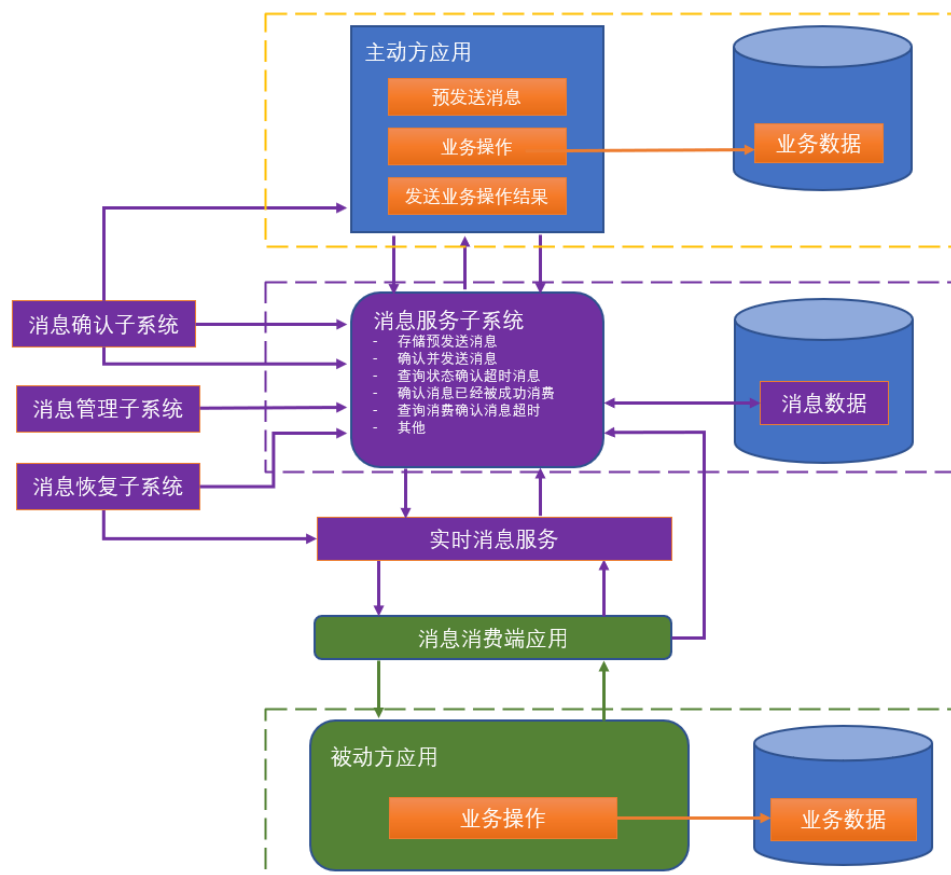 主动方应用
预发送消息
业务操作
业务数据
发送业务操作结果
消息确认子系统
消息管理子系统
消息恢复子系统
消息服务子系统
- 存储预发送消息
- 确认并发送消息
- 查询状态确认超时消息
- 确认消息已经被成功消费
- 查询消费确认消息超时
- 其他
消息数据
实时消息服务
消息消费端应用
被动方应用
业务操作
业务数据